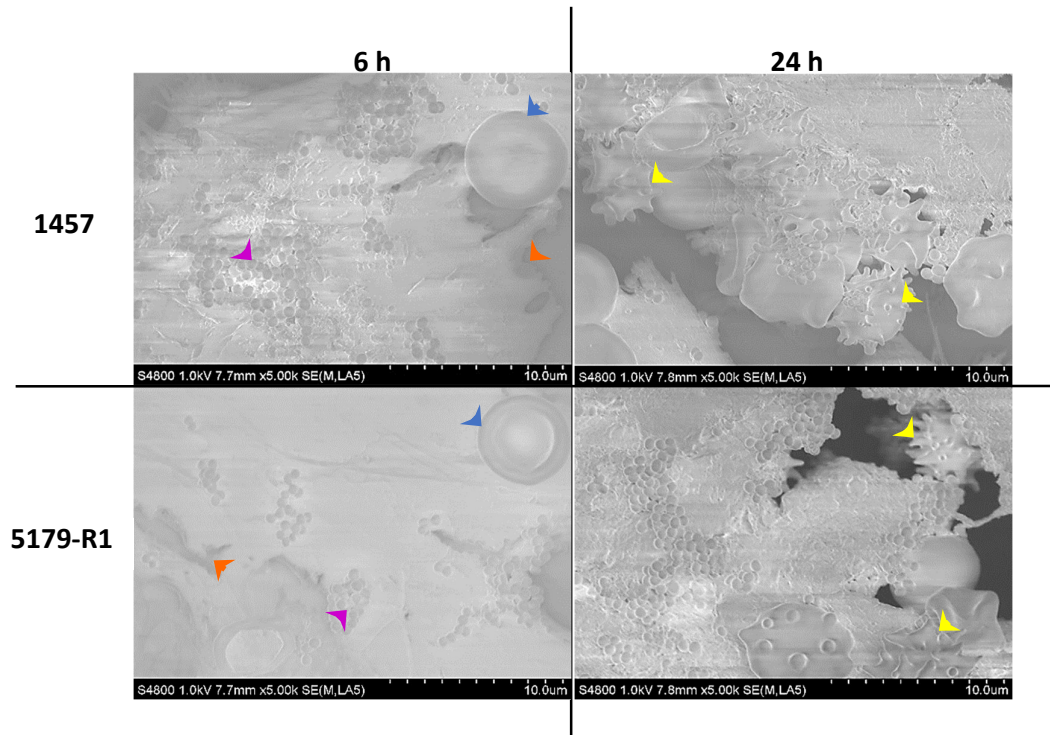 6 h
24 h
1457
S4800 1.0kV 7.7mm x5.00k SE(M,LA5) 10.0um
S4800 1.0kV 7.8mm x5.00k SE(M,LA5) 10.0um
5179-R1
S4800 1.0kV 7.7mm x5.00k SE(M,LA5) 10.0um
S4800 1.0kV 7.8mm x5.00k SE(M,LA5) 10.0um